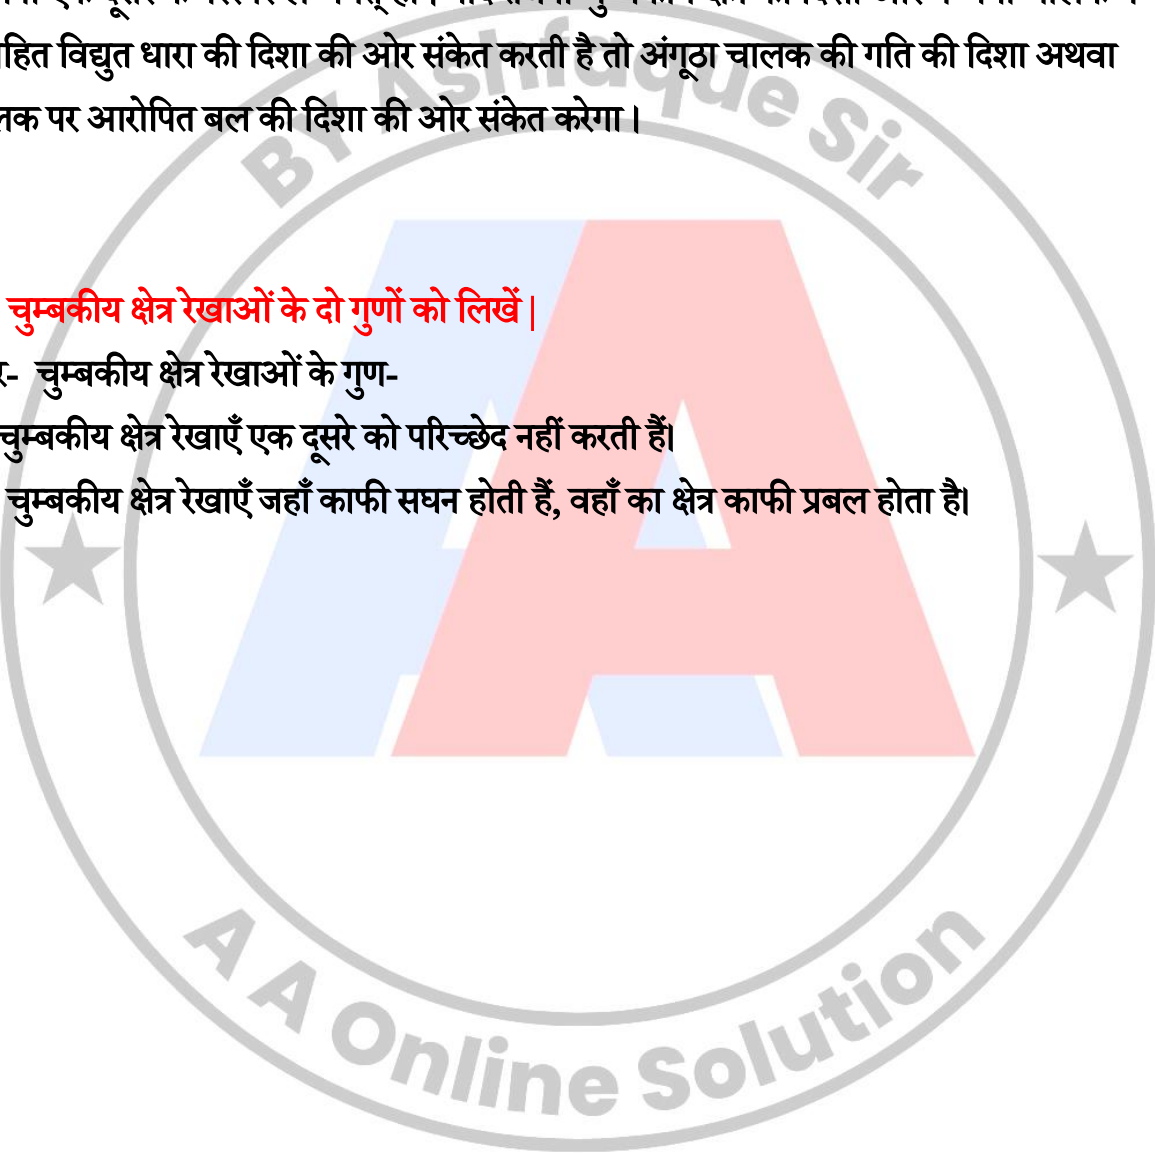 विद्युत धारा की दिशा की ओर संकेत करती है तो अंगूठा चालक की गति की दिशा अथवा
पर आरोपित बल की दिशा की ओर संकेत करेगा ।
चुम्बकीय क्षेत्र रेखाओं के दो गुणों को लिखें |
चुम्बकीय क्षेत्र रेखाओं के गुण-
चुम्बकीय क्षेत्र रेखाएँ एक दूसरे को परिच्छेद नहीं करती हैं।
चुम्बकीय क्षेत्र रेखाएँ जहाँ काफी सघन होती हैं, वहाँ का क्षेत्र काफी प्रबल होता है।
BY Ashfaque Sir
A A Online Solution